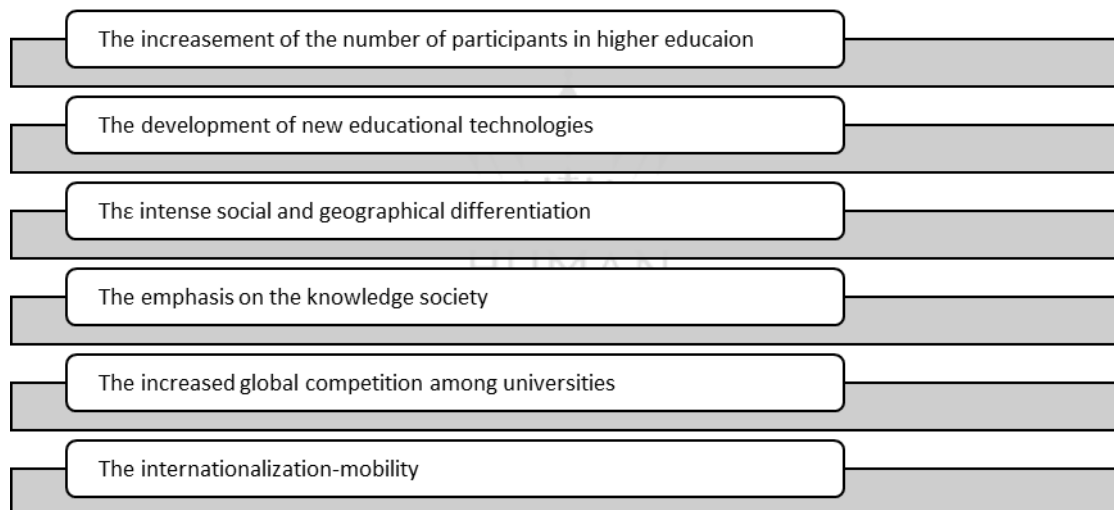 The increasement of the number of participants in higher educaion
The development of new educational technologies
Thε intense social and geographical differentiation
The emphasis on the knowledge society
The increased global competition among universities
The internationalization-mobility